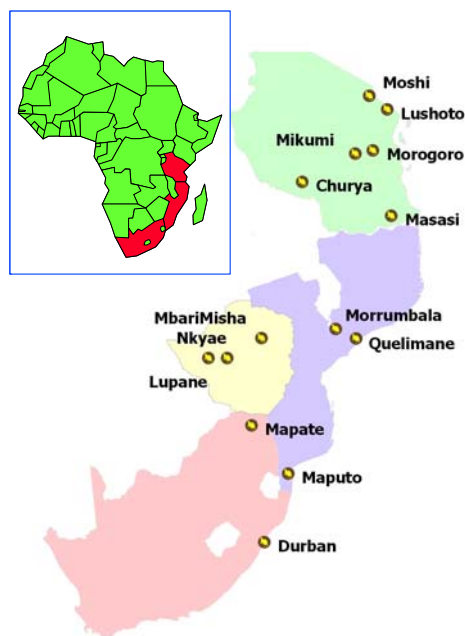 Moshi
Lushoto
Mikumi
Morogoro
Churya
Masasi
MbariMisha
Morrumbala
Nkyae
Quelimane
Lupane
Mapate
Maputo
Durban